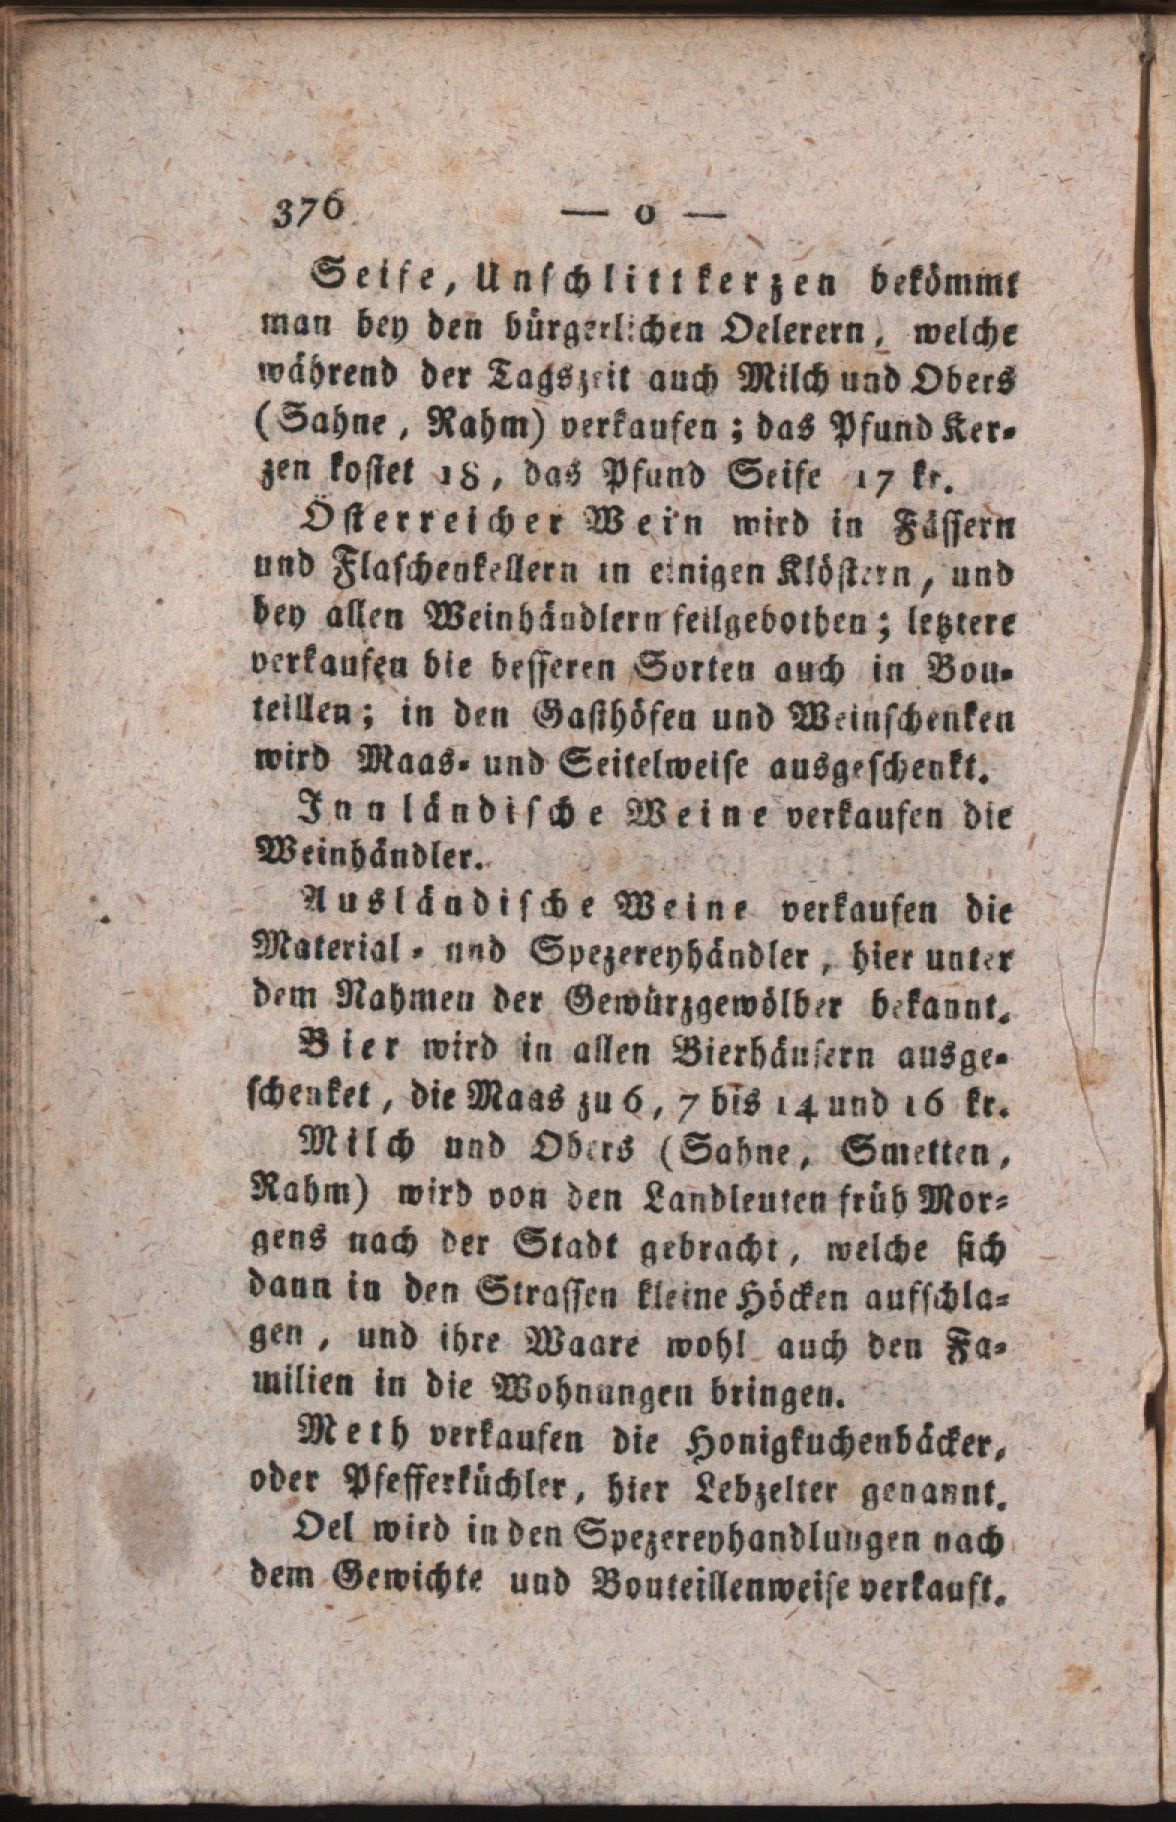 376 — o —
Seife, Unschlittkerzen bekömmt
man bey den bürgerlichen Oelerern, welche
während der Tagszeit auch Milch und Obers
(Sahne, Rahm) verkaufen; das Pfund Ker-
zen kostet 18, das Pfund Seife 17 kr.
Österreicher Wein wird in Fässern
und Flaschenkellern in einigen Klöstern, und
bey allen Weinhändlern feilgebothen; letztere
verkaufen die besseren Sorten auch in Bou-
teillen; in den Gasthöfen und Weinschenken
wird Maas- und Seitelweise ausgeschenkt.
Innländische Weine verkaufen die
Weinhändler.
Ausländische Weine verkaufen die
Material- und Spezereyhändler, hier unter
dem Nahmen der Gewürzgewölber bekannt.
Bier wird in allen Bierhäusern ausge-
schenket, die Maas zu 6, 7 bis 14 und 16 kr.
Milch und Obers (Sahne, Smetten,
Rahm) wird von den Landleuten früh Mor-
gens nach der Stadt gebracht, welche sich
dann in den Strassen kleine Höcken aufschla-
gen, und ihre Waare wohl auch den Fa-
milien in die Wohnungen bringen.
Meth verkaufen die Honigkuchenbäcker,
oder Pfefferküchler, hier Lebzelter genannt.
Oel wird in den Spezereyhandlungen nach
dem Gewichte und Bouteillenweise verkauft.